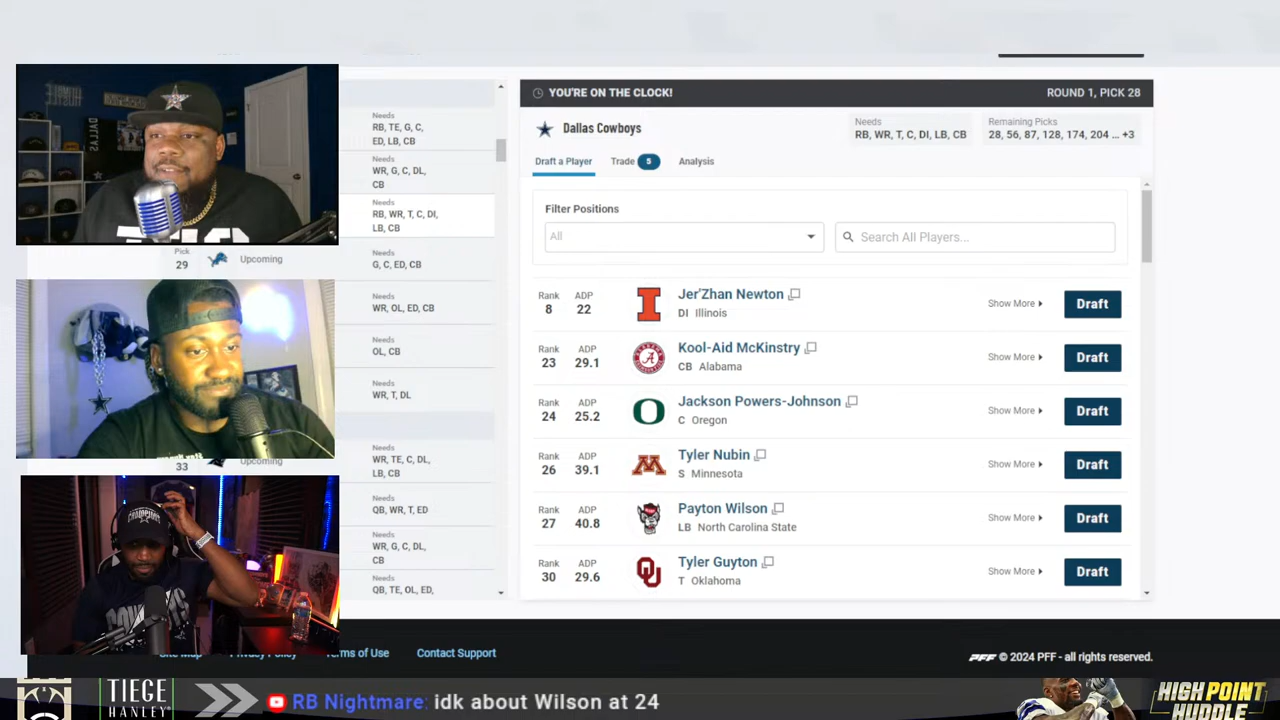 YOU'RE ON THE CLOCK!
ROUND 1, PICK 28
Dallas Cowboys
Needs
RB, WR, T, C, DI, LB, CB
Remaining Picks
28, 56, 87, 128, 174, 204 ... +3
Draft a Player
Trade
5
Analysis
Filter Positions
All
Search All Players...
Rank
8
ADP
22
Jer'Zhan Newton
DI Illinois
Show More
Draft
Rank
23
ADP
29.1
Kool-Aid McKinstry
CB Alabama
Show More
Draft
Rank
24
ADP
25.2
Jackson Powers-Johnson
C Oregon
Show More
Draft
Rank
26
ADP
39.1
Tyler Nubin
S Minnesota
Show More
Draft
Rank
27
ADP
40.8
Payton Wilson
LB North Carolina State
Show More
Draft
Rank
30
ADP
29.6
Tyler Guyton
T Oklahoma
Show More
Draft
Needs
RB, TE, G, C,
ED, LB, CB
Needs
WR, G, C, DL,
CB
Needs
RB, WR, T, C, DI,
LB, CB
Pick
29
Upcoming
Needs
G, C, ED, CB
Needs
WR, OL, ED, CB
Needs
OL, CB
Needs
WR, T, DL
33
Upcoming
Needs
WR, TE, C, DL,
LB, CB
Needs
QB, WR, T, ED
Needs
WR, G, C, DL,
CB
Needs
QB, TE, OL, ED,
Site Map
Privacy Policy
Terms of Use
Contact Support
PFF © 2024 PFF - all rights reserved.
TIEGE
HANLEY
RB Nightmare: idk about Wilson at 24
HIGH POINT
HUDDLE